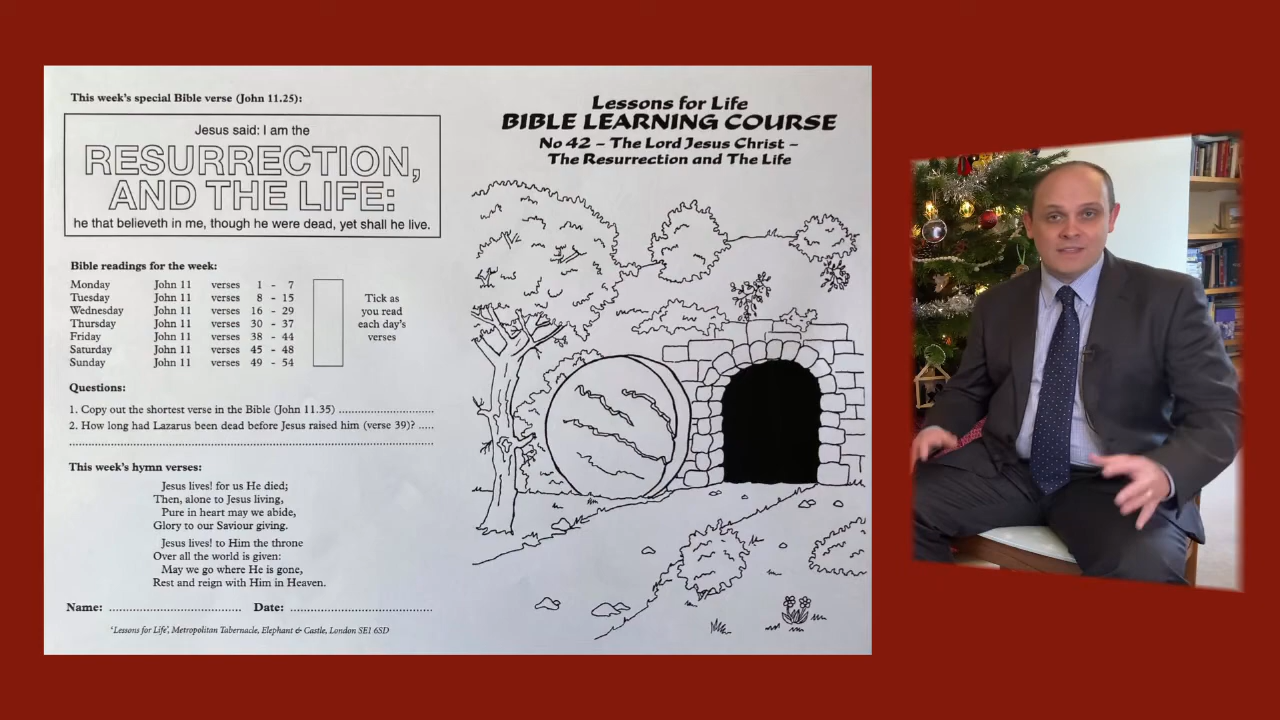 This week's special Bible verse (John 11.25):
Jesus said: I am the
RESURRECTION,
AND THE LIFE:
he that believeth in me, though he were dead, yet shall he live.
Bible readings for the week:
Monday John 11 verses 1 - 7
Tuesday John 11 verses 8 - 15
Wednesday John 11 verses 16 - 29
Thursday John 11 verses 30 - 37
Friday John 11 verses 38 - 44
Saturday John 11 verses 45 - 48
Sunday John 11 verses 49 - 54
Tick as
you read
each day's
verses
Questions:
1. Copy out the shortest verse in the Bible (John 11.35) ..........................
2. How long had Lazarus been dead before Jesus raised him (verse 39)? .....
....................................................................................................
This week's hymn verses:
Jesus lives! for us He died;
Then, alone to Jesus living,
Pure in heart may we abide,
Glory to our Saviour giving.
Jesus lives! to Him the throne
Over all the world is given:
May we go where He is gone,
Rest and reign with Him in Heaven.
Name: ..................................... Date: .......................................
'Lessons for Life', Metropolitan Tabernacle, Elephant & Castle, London SE1 6SD
Lessons for Life
BIBLE LEARNING COURSE
No 42 – The Lord Jesus Christ –
The Resurrection and The Life